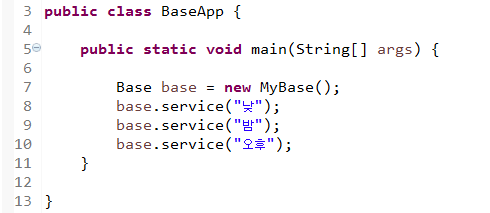 3 public class BaseApp {
4
5 public static void main(String[] args) {
6
7 Base base = new MyBase();
8 base.service("낮");
9 base.service("밤");
10 base.service("오후");
11 }
12
13 }